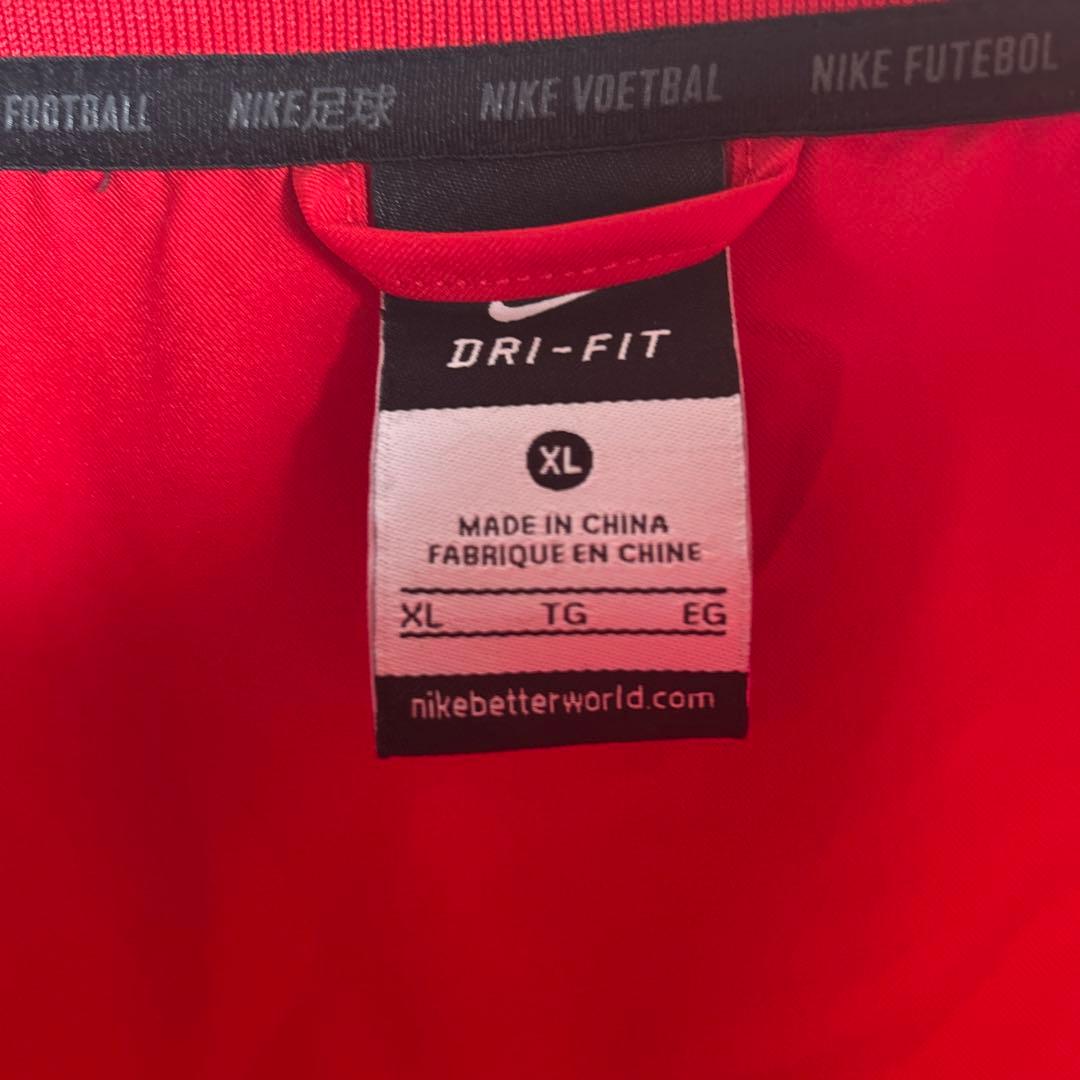 FOOTBALL NIKE足球 NIKE VOETBAL NIKE FUTEBOL
DRI-FIT
XL
MADE IN CHINA
FABRIQUE EN CHINE
XL TG EG
nikebetterworld.com